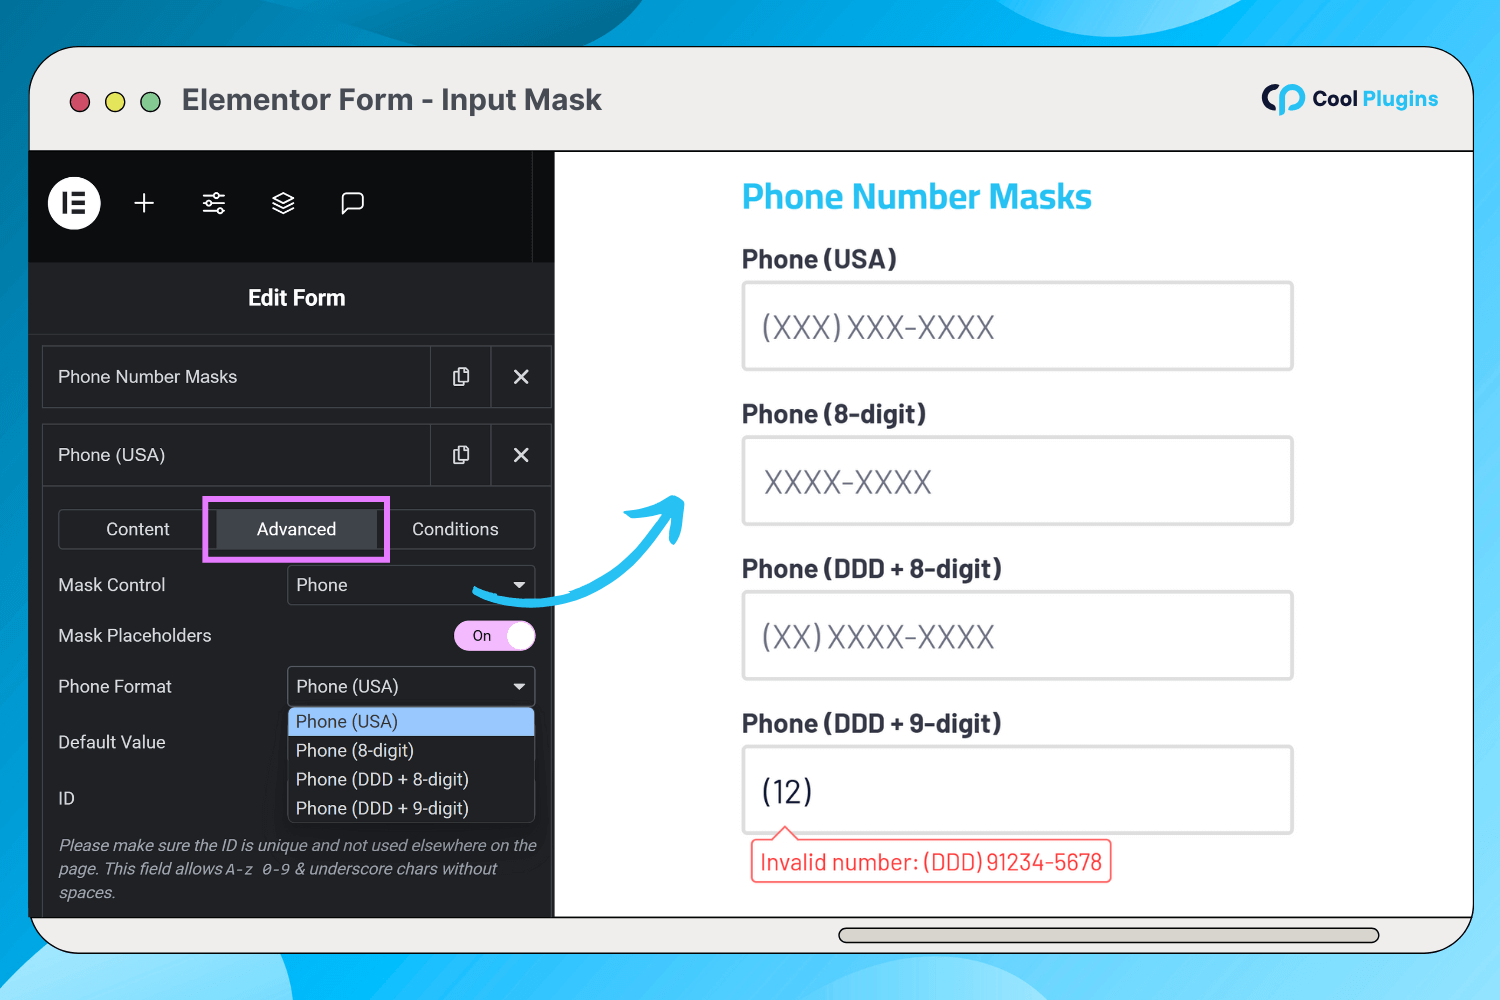 Elementor Form - Input Mask
Cool Plugins
Edit Form
Phone Number Masks
Phone (USA)
Content
Advanced
Conditions
Mask Control
Phone
Mask Placeholders
On
Phone Format
Phone (USA)
Phone (USA)
Phone (8-digit)
Phone (DDD + 8-digit)
Phone (DDD + 9-digit)
Default Value
ID
Please make sure the ID is unique and not used elsewhere on the
page. This field allows A-z 0-9 & underscore chars without
spaces.
Phone Number Masks
Phone (USA)
(XXX) XXX-XXXX
Phone (8-digit)
XXXX-XXXX
Phone (DDD + 8-digit)
(XX) XXXX-XXXX
Phone (DDD + 9-digit)
(12)
Invalid number: (DDD) 91234-5678